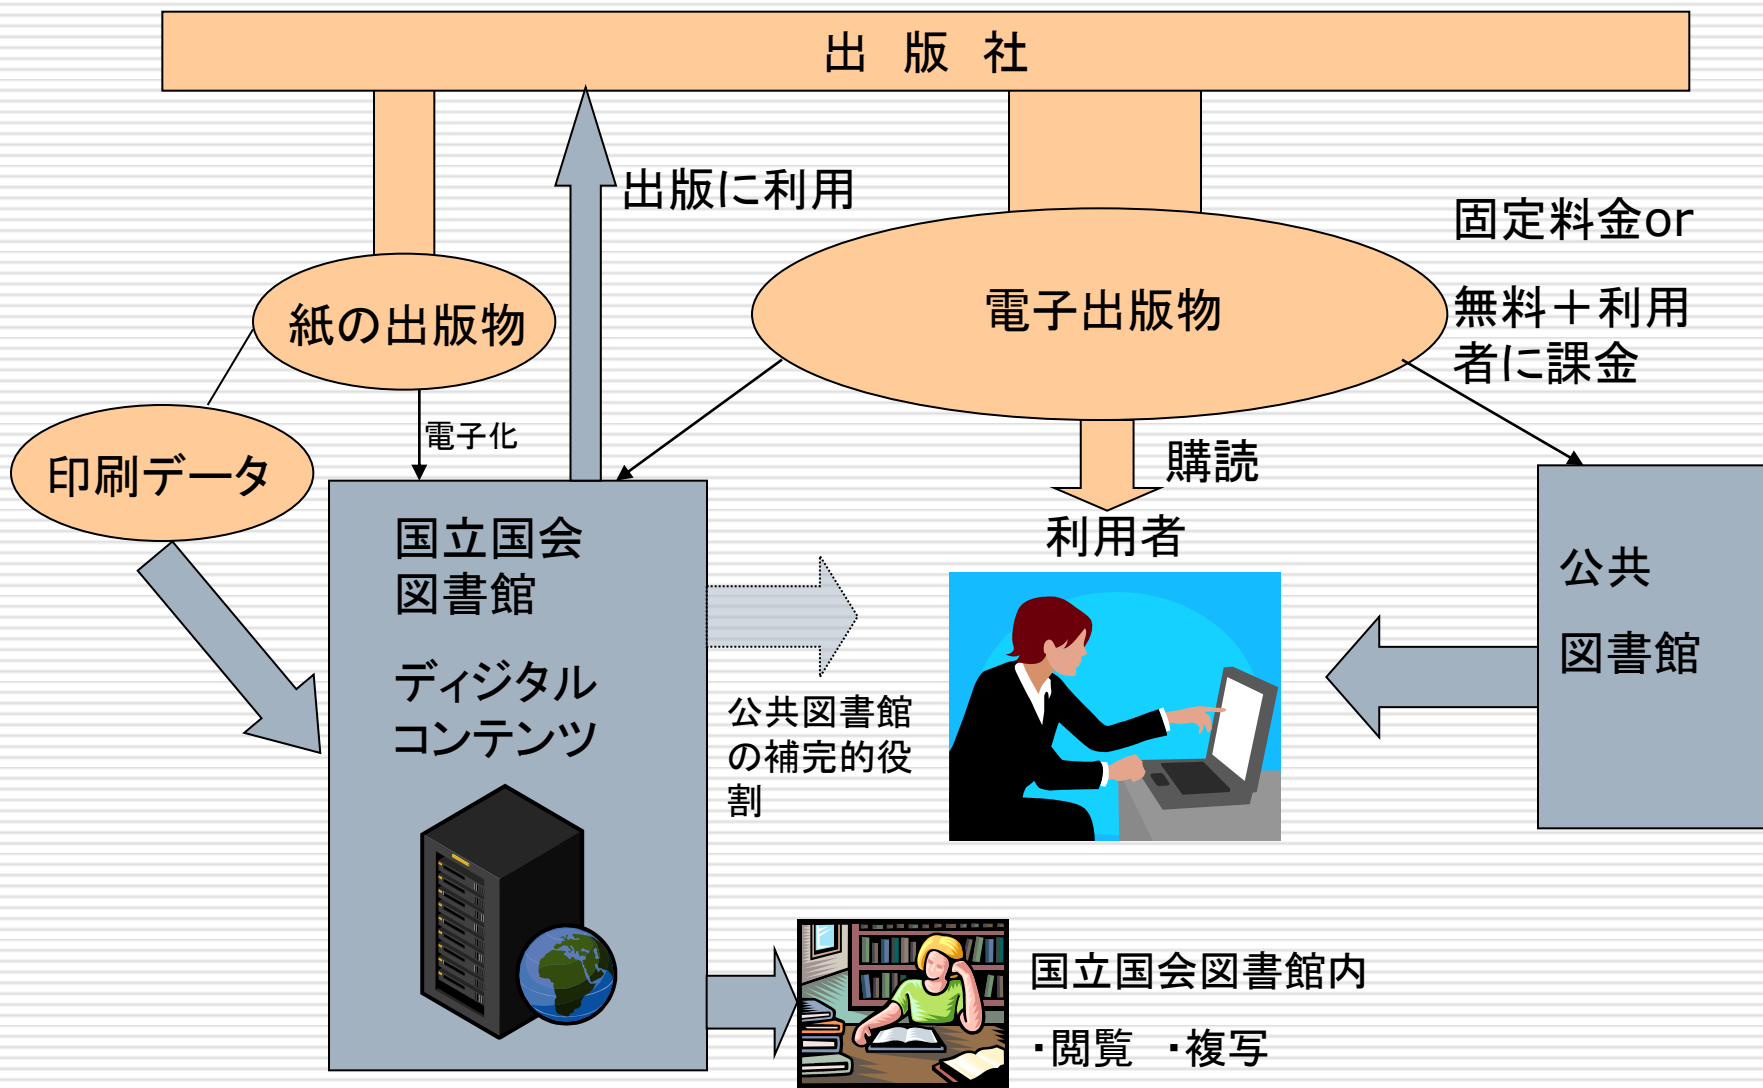 出　版　社
出版に利用
固定料金or
無料＋利用
者に課金
電子出版物
紙の出版物
電子化
印刷データ
購読
利用者
国立国会
図書館
ディジタル
コンテンツ
公共
図書館
公共図書館
の補完的役
割
国立国会図書館内
・閲覧　・複写